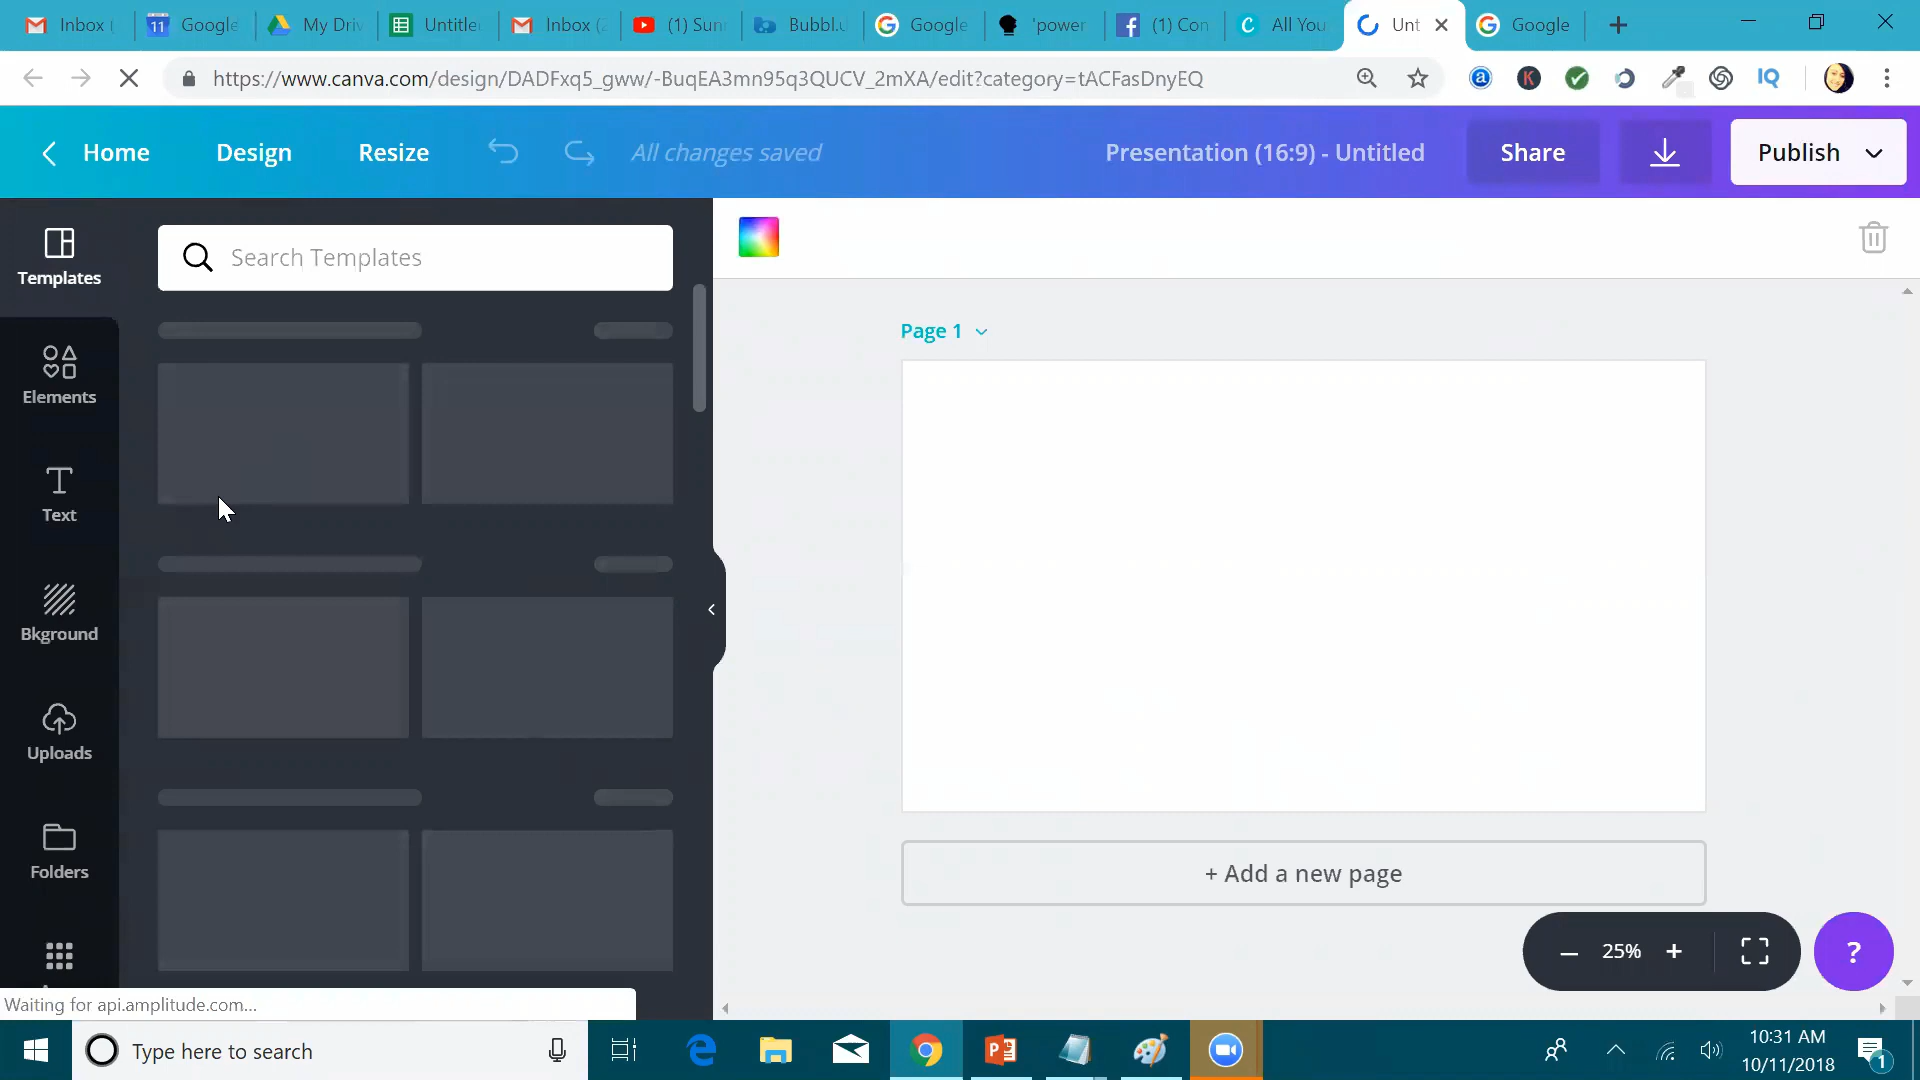 Inbox (
11 Google
My Driv
Untitle
Inbox (2
(1) Sun
Bubbl.u
Google
'power
(1) Con
All You
Unt
Google
https://www.canva.com/design/DADFxq5_gww/-BuqEA3mn95q3QUCV_2mXA/edit?category=tACFasDnyEQ
Home
Design
Resize
All changes saved
Presentation (16:9) - Untitled
Share
Publish
Templates
Elements
Text
Bkground
Uploads
Folders
Search Templates
Page 1
+ Add a new page
25%
?
Waiting for api.amplitude.com...
Type here to search
10:31 AM
10/11/2018
1